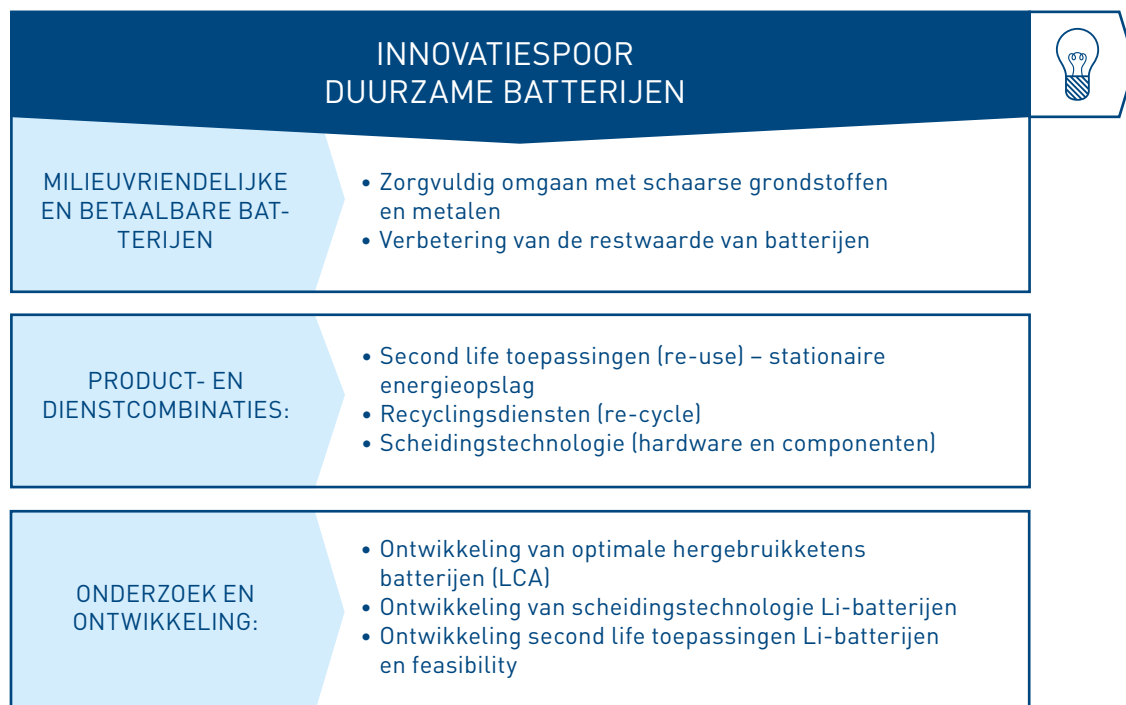 INNOVATIESPOOR
DUURZAME BATTERIJEN
MILIEUVRIENDELIJKE
EN BETAALBARE BAT-
TERIJEN
• Zorgvuldig omgaan met schaarse grondstoffen
en metalen
• Verbetering van de restwaarde van batterijen
PRODUCT- EN
DIENSTCOMBINATIES:
• Second life toepassingen (re-use) – stationaire
energieopslag
• Recyclingsdiensten (re-cycle)
• Scheidingstechnologie (hardware en componenten)
ONDERZOEK EN
ONTWIKKELING:
• Ontwikkeling van optimale hergebruikketens
batterijen (LCA)
• Ontwikkeling van scheidingstechnologie Li-batterijen
• Ontwikkeling second life toepassingen Li-batterijen
en feasibility